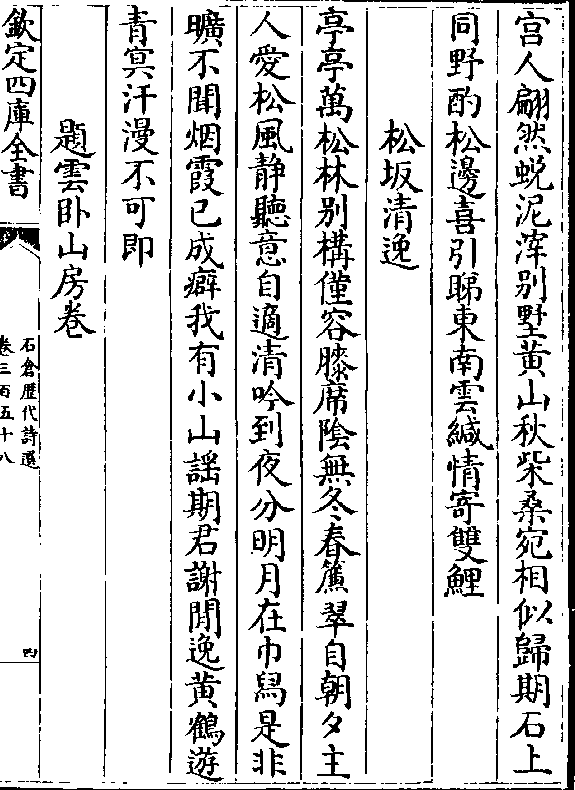 宫人翩然蛻泥滓别墅黄山秋柴桑宛相似歸期石上
同野酌松邊喜引睇東南雲緘情寄雙鯉
松坂清逸
亭亭萬松林别構僅容膝席陰無冬春簾翠自朝夕主
人愛松風静聽意自適清吟到夜分明月在巾舄是非
曠不聞烟霞已成癖我有小山謡期君謝閒逸黄鶴遊
青冥汗漫不可即
題雲卧山房卷
欽定四庫全書
石倉歷代詩選
卷三百五十八
四